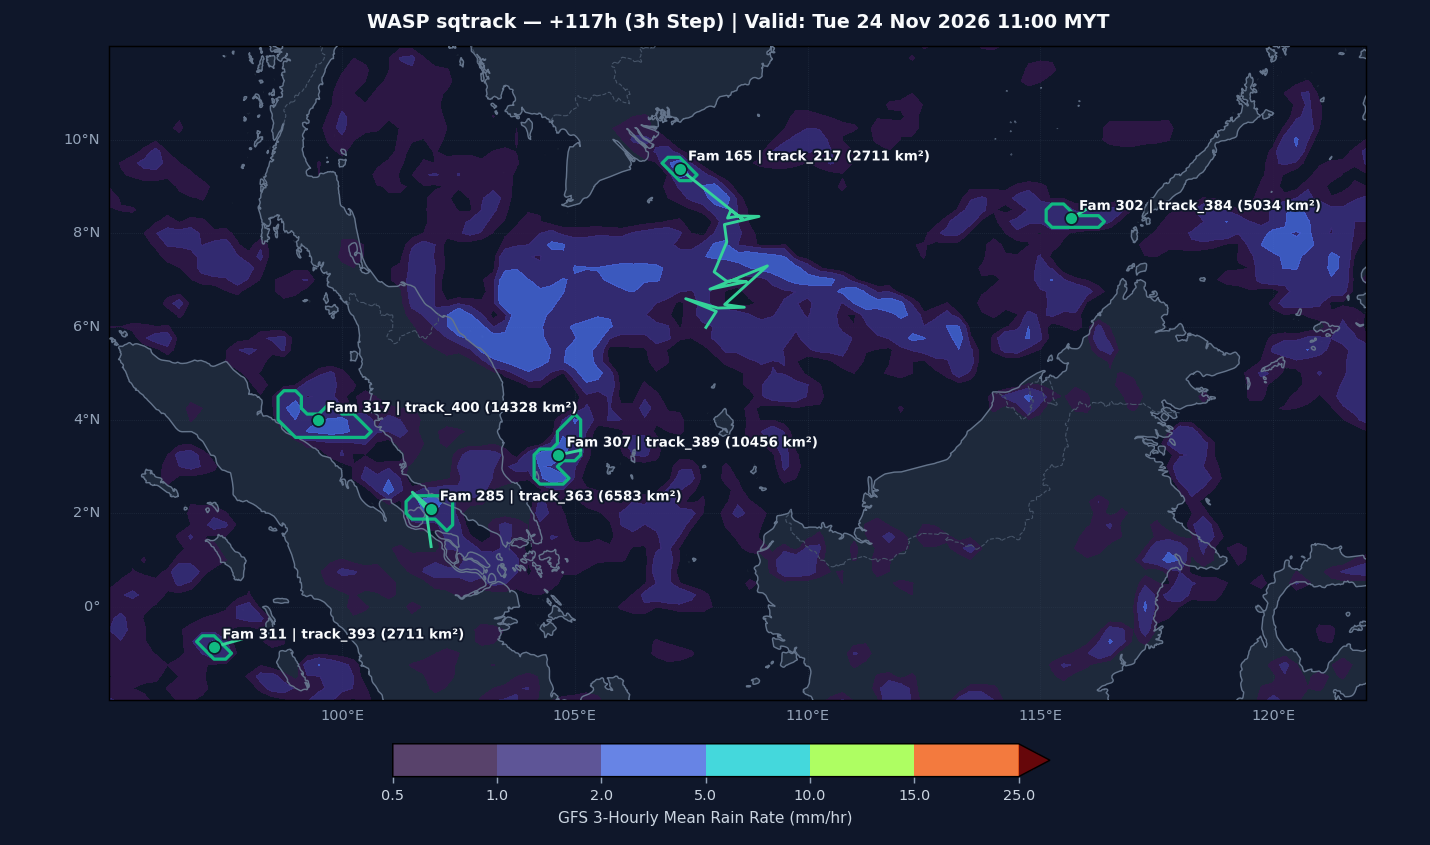 WASP sqtrack — +117h (3h Step) | Valid: Tue 24 Nov 2026 11:00 MYT
10°N
8°N
6°N
4°N
2°N
0°
Fam 165 | track_217 (2711 km²)
Fam 302 | track_384 (5034 km²)
Fam 317 | track_400 (14328 km²)
Fam 307 | track_389 (10456 km²)
Fam 285 | track_363 (6583 km²)
Fam 311 | track_393 (2711 km²)
100°E 105°E 110°E 115°E 120°E
0.5 1.0 2.0 5.0 10.0 15.0 25.0
GFS 3-Hourly Mean Rain Rate (mm/hr)